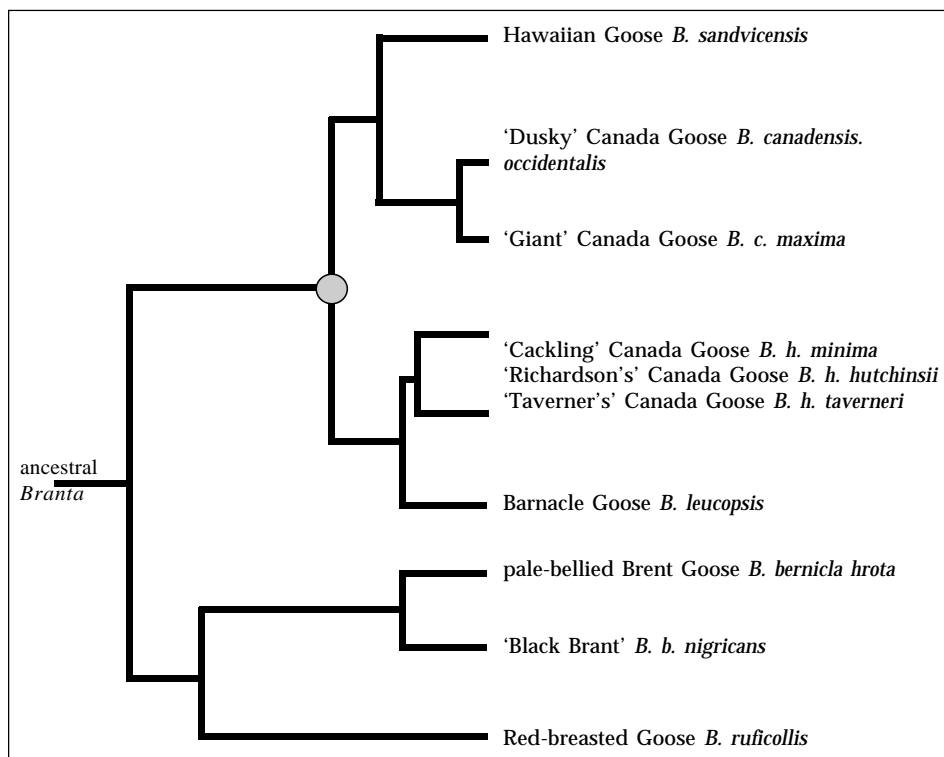 Hawaiian Goose B. sandvicensis
‘Dusky’ Canada Goose B. canadensis.
occidentalis
‘Giant’ Canada Goose B. c. maxima
‘Cackling’ Canada Goose B. h. minima
‘Richardson's’ Canada Goose B. h. hutchinsii
‘Taverner's’ Canada Goose B. h. taverneri
ancestral
Branta
Barnacle Goose B. leucopsis
pale-bellied Brent Goose B. bernicla hrota
‘Black Brant’ B. b. nigricans
Red-breasted Goose B. ruficollis